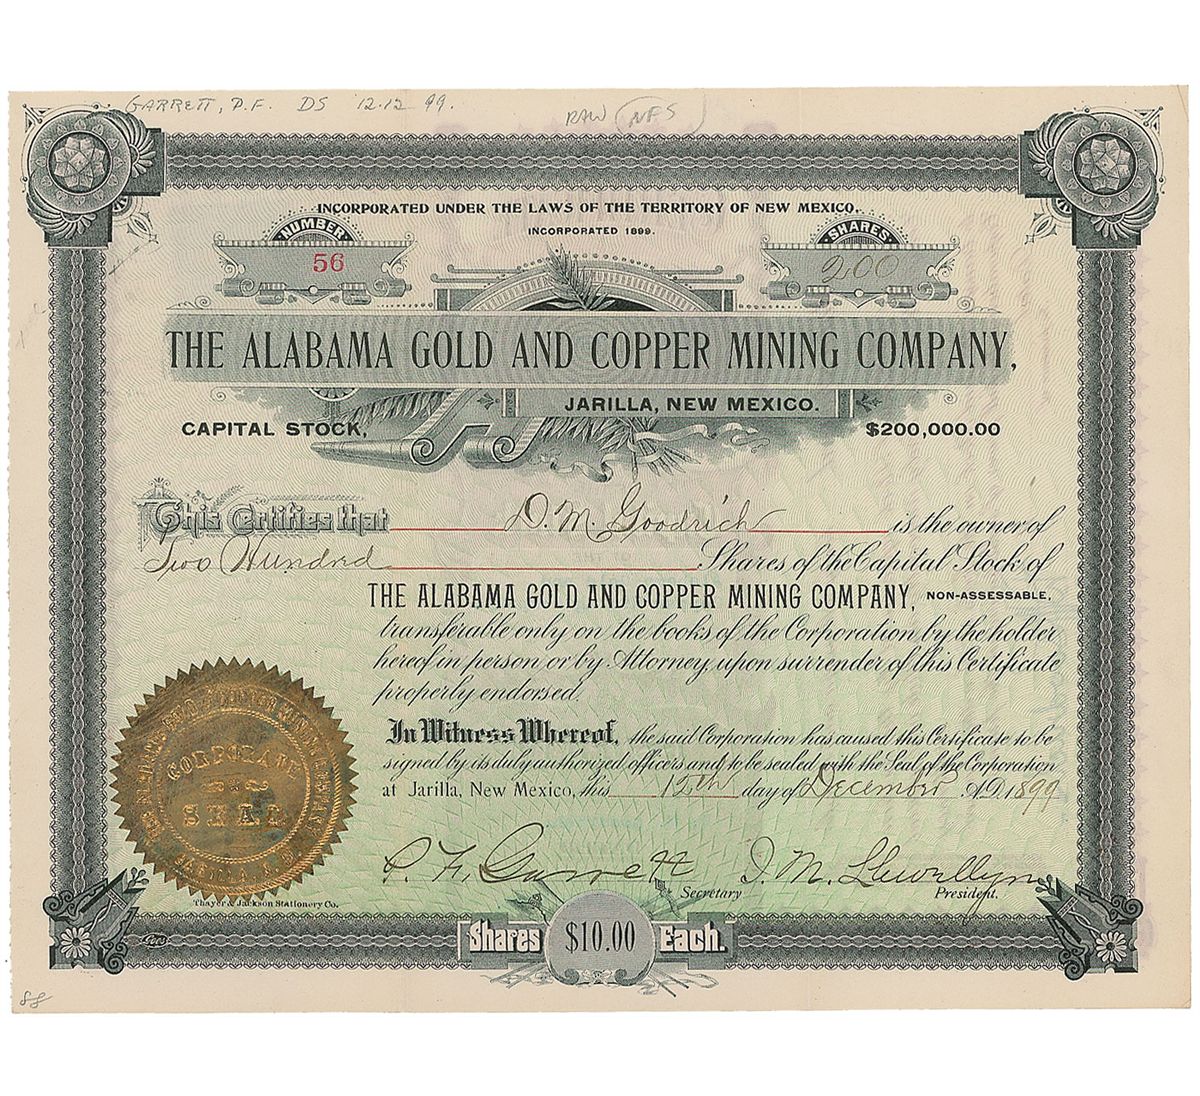 GARRETT, P.F. DS 12.12 99.
RAW NFS
INCORPORATED UNDER THE LAWS OF THE TERRITORY OF NEW MEXICO.
INCORPORATED 1899.
NUMBER
56
SHARES
200
THE ALABAMA GOLD AND COPPER MINING COMPANY,
JARILLA, NEW MEXICO.
CAPITAL STOCK, $200,000.00
This Certifies that D. M. Goodrich is the owner of
Two Hundred Shares of the Capital Stock of
THE ALABAMA GOLD AND COPPER MINING COMPANY, NON-ASSESSABLE,
transferable only on the books of the Corporation by the holder
hereof in person or by Attorney, upon surrender of this Certificate
properly endorsed.
In Witness Whereof, the said Corporation has caused this Certificate to be
signed by its duly authorized officers and to be sealed with the Seal of the Corporation
at Jarilla, New Mexico, this 12th day of December A.D. 1899
CORPORATE
SEAL
P. F. Garrett Secretary
J. M. Llewellyn President.
Thayer & Jackson Stationery Co.
Shares $10.00 Each.